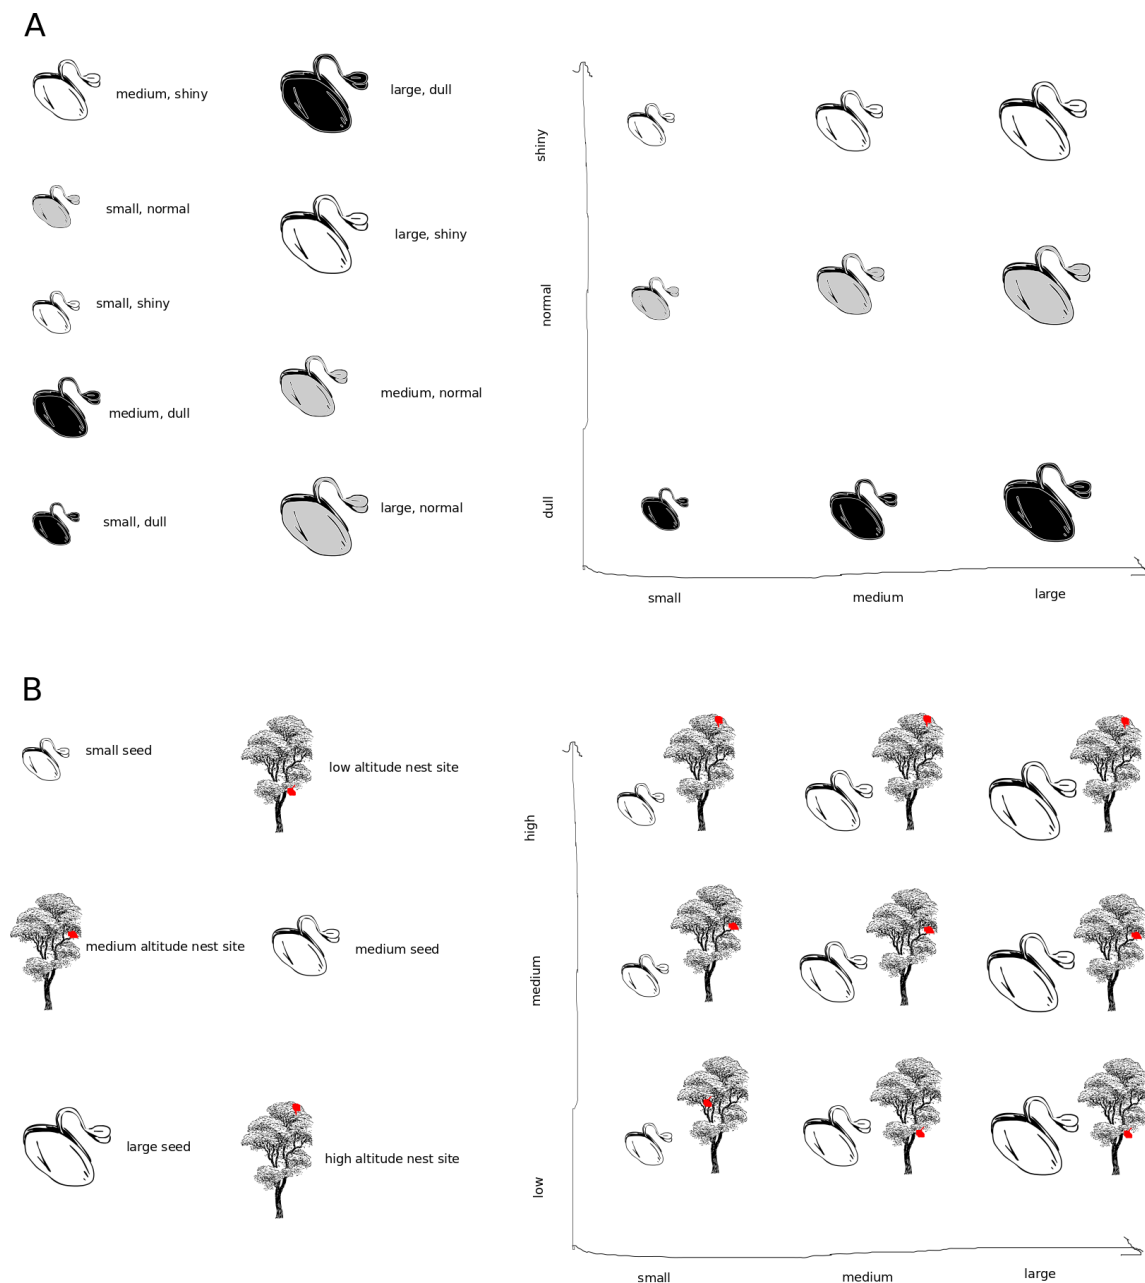 A
medium, shiny
large, dull
small, normal
large, shiny
small, shiny
medium, normal
medium, dull
large, normal
small, dull
shiny
normal
dull
small
medium
large
B
small seed
low altitude nest site
medium altitude nest site
medium seed
large seed
high altitude nest site
high
medium
low
small
medium
large